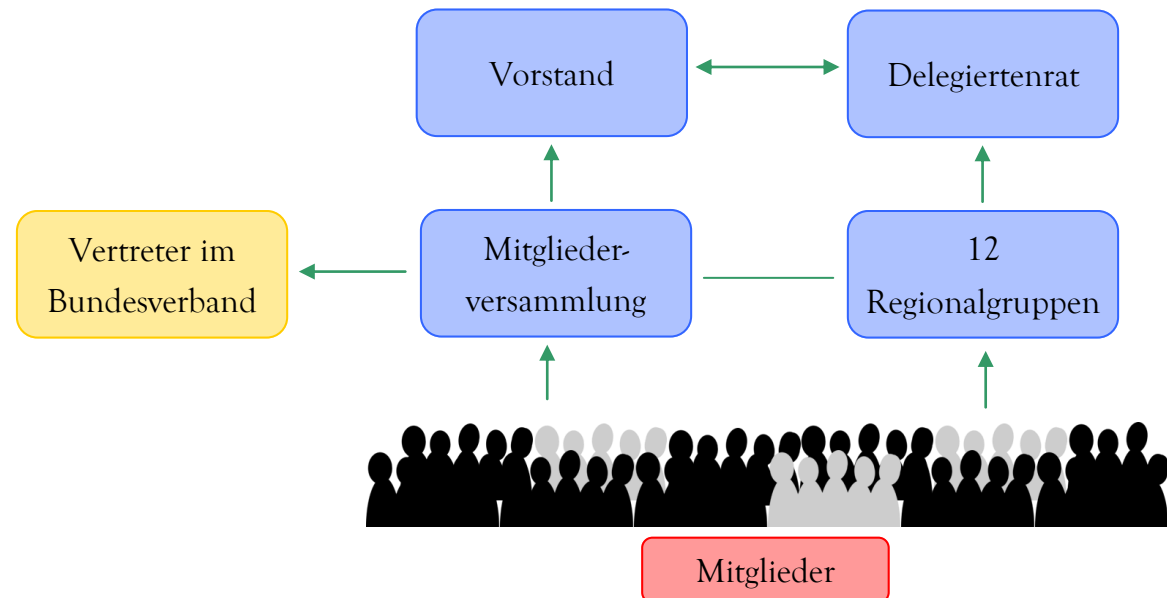 Vorstand
Delegiertenrat
Vertreter im
Bundesverband
Mitglieder-
versammlung
12
Regionalgruppen
Mitglieder